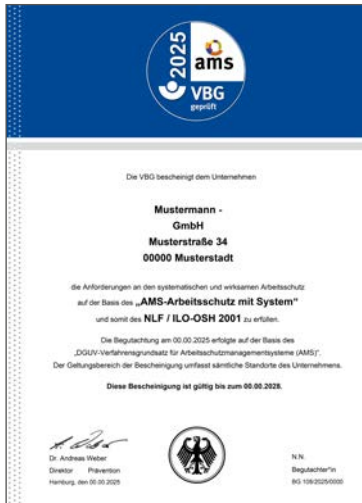 2025
ams
VBG
geprüft
Die VBG bescheinigt dem Unternehmen
Mustermann -
GmbH
Musterstraße 34
00000 Musterstadt
die Anforderungen an den systematischen und wirksamen Arbeitsschutz
auf der Basis des „AMS-Arbeitsschutz mit System“
und somit des NLF / ILO-OSH 2001 zu erfüllen.
Die Begutachtung am 00.00.2025 erfolgte auf der Basis des
„DGUV-Verfahrensgrundsatz für Arbeitsschutzmanagementsysteme (AMS)“.
Der Geltungsbereich der Bescheinigung umfasst sämtliche Standorte des Unternehmens.
Diese Bescheinigung ist gültig bis zum 00.00.2028.
Dr. Andreas Weber
Direktor Prävention
Hamburg, den 00.00.2025
N.N.
Begutachter*in
BG 108/2025/0000